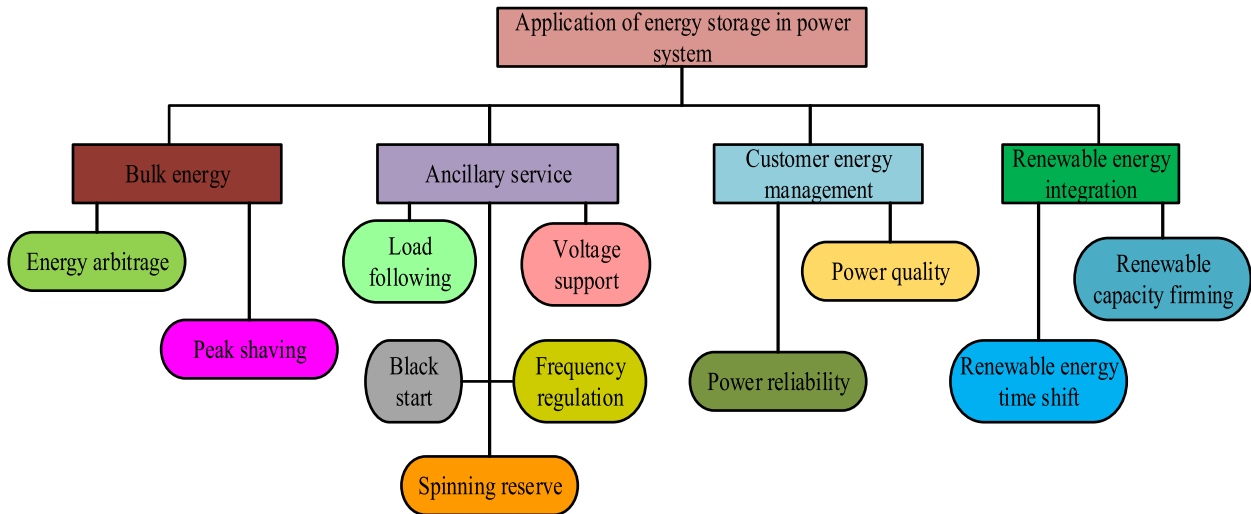 Application of energy storage in power
system
Bulk energy
Ancillary service
Customer energy
management
Renewable energy
integration
Energy arbitrage
Load
following
Voltage
support
Power quality
Renewable
capacity firming
Peak shaving
Black
start
Frequency
regulation
Power reliability
Renewable energy
time shift
Spinning reserve